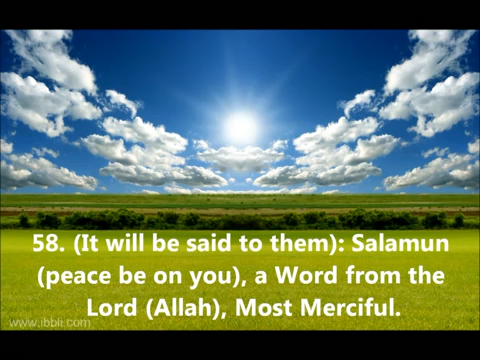 58. (It will be said to them): Salamun
(peace be on you), a Word from the
Lord (Allah), Most Merciful.
www.ibbli.com